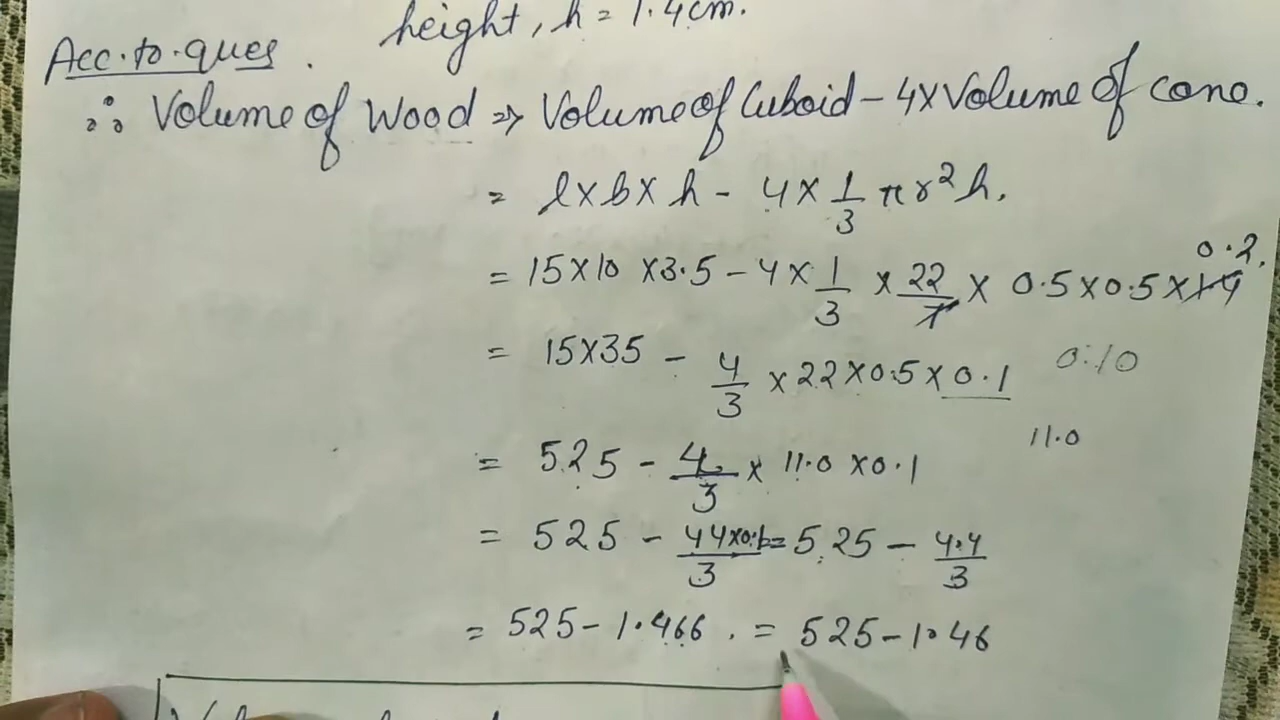 height, h = 1.4cm.
Acc. to. ques.
∴ Volume of Wood ⇒ Volume of Cuboid - 4×Volume of cone.
= l×b×h - 4×1/3 πr²h.
0.2.
= 15×10×3.5 - 4×1/3×22/7×0.5×0.5×1.4
= 15×35 - 4/3×22×0.5×0.1 0.10
11.0
= 525 - 4/3×11.0×0.1
= 525 - 44×0.1/3 = 525 - 4.4/3
= 525 - 1.466. = 525 - 1.46